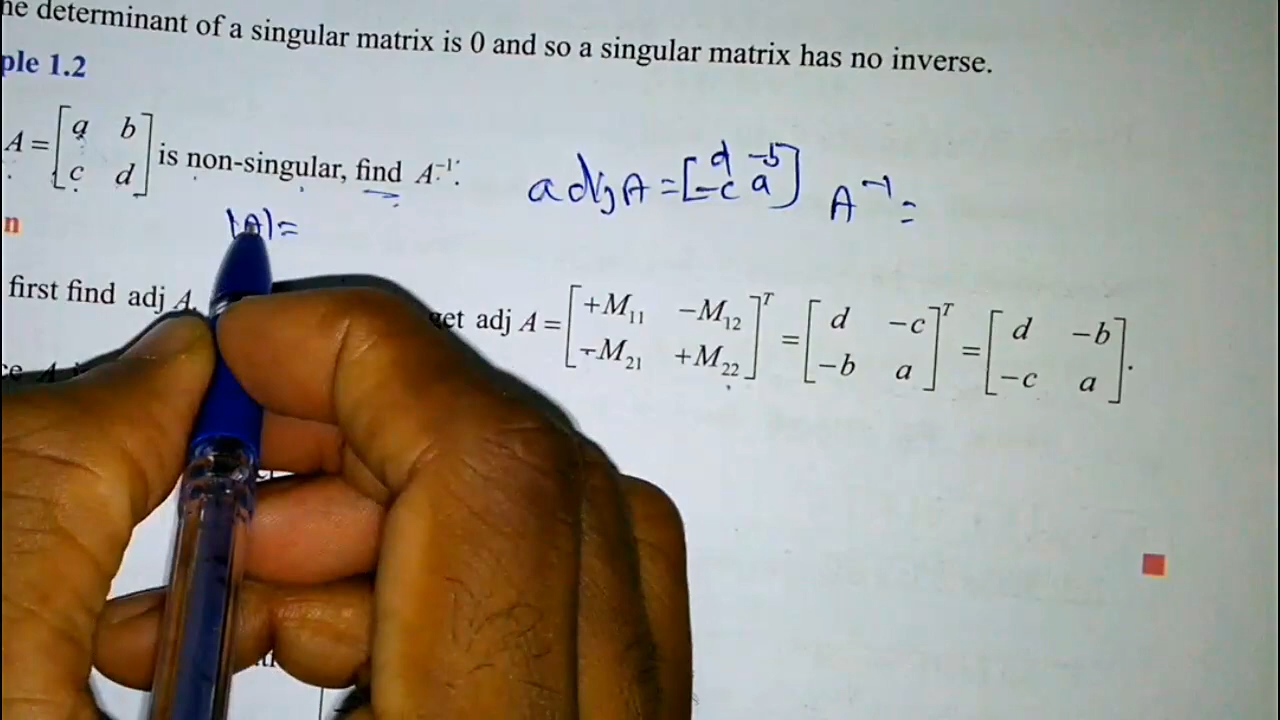 he determinant of a singular matrix is 0 and so a singular matrix has no inverse.
ple 1.2
A = [a b; c d] is non-singular, find A⁻¹.
adj A = [d -b; -c a] A⁻¹ =
n
|A| =
first find adj A. get adj A = [+M₁₁ -M₁₂; -M₂₁ +M₂₂]ᵀ = [d -c; -b a]ᵀ = [d -b; -c a].